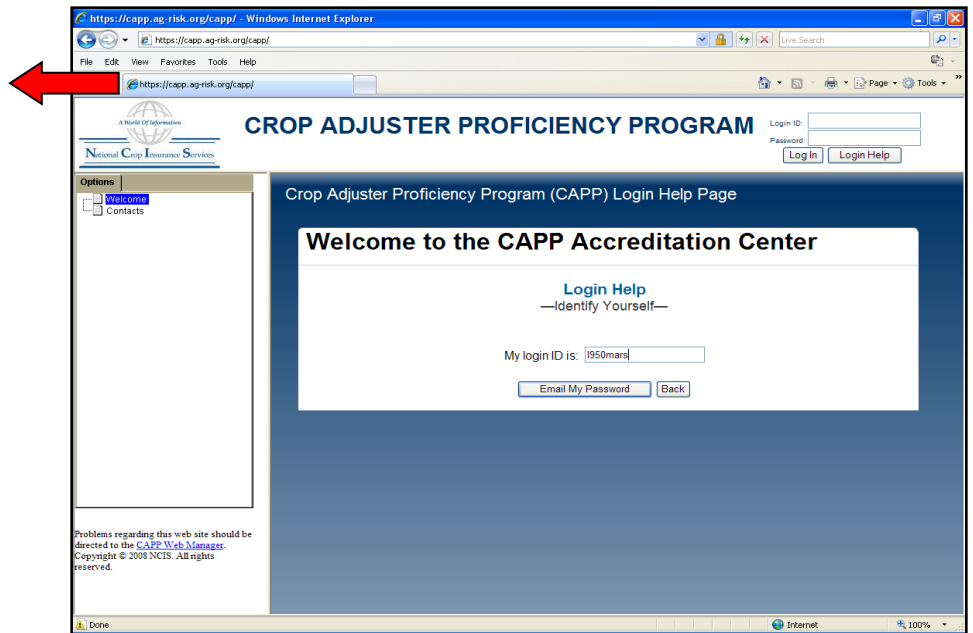 https://capp.ag-risk.org/capp/ - Windows Internet Explorer
https://capp.ag-risk.org/capp/
Live Search
File Edit View Favorites Tools Help
https://capp.ag-risk.org/capp/
Page Tools
A World Of Information
National Crop Insurance Services
CROP ADJUSTER PROFICIENCY PROGRAM
Login ID:
Password:
Log In Login Help
Options
Welcome
Contacts
Crop Adjuster Proficiency Program (CAPP) Login Help Page
Welcome to the CAPP Accreditation Center
Login Help
—Identify Yourself—
My login ID is: l950mars
Email My Password Back
Problems regarding this web site should be
directed to the CAPP Web Manager.
Copyright © 2008 NCIS. All rights
reserved.
Done Internet 100%